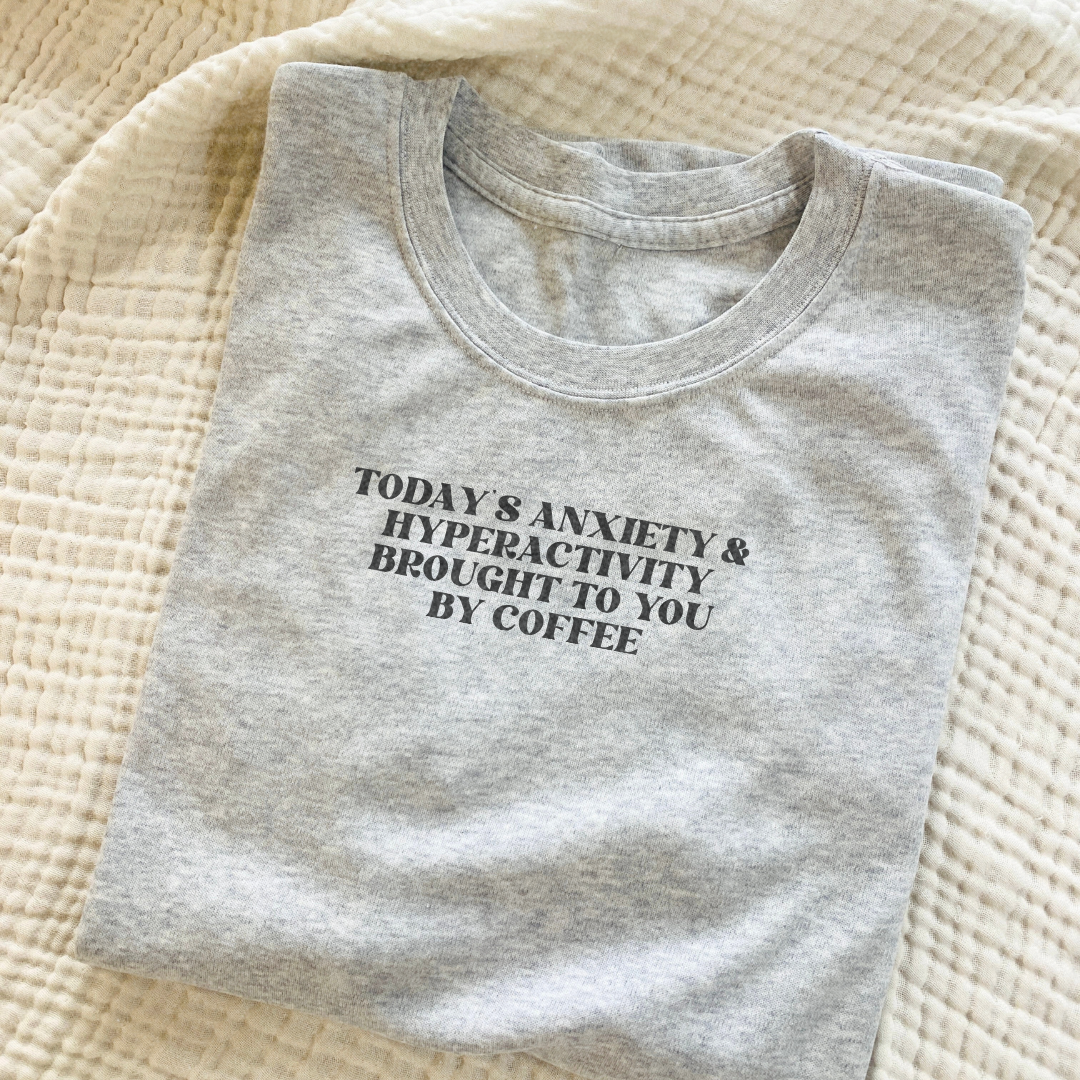 TODAY'S ANXIETY &
HYPERACTIVITY
BROUGHT TO YOU
BY COFFEE